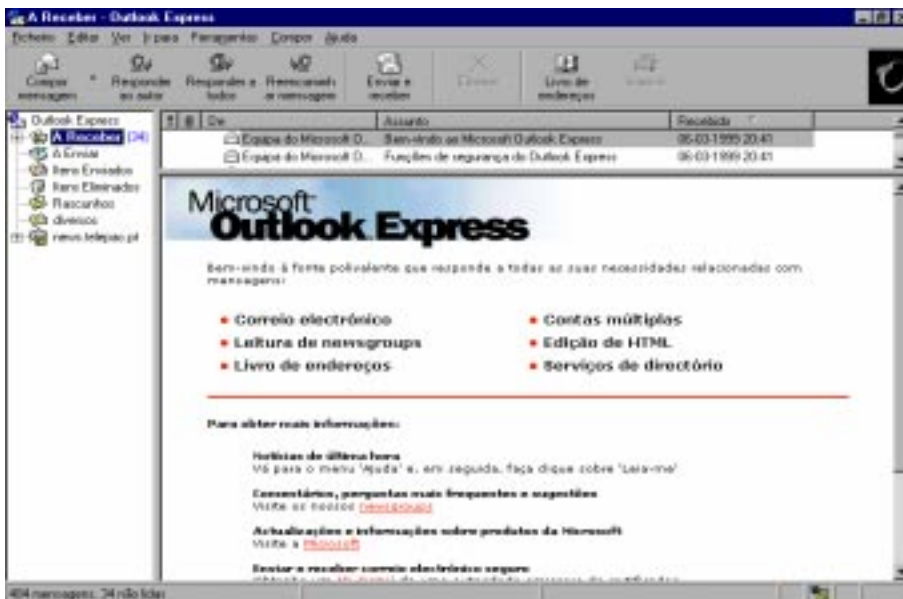 A Receber - Outlook Express
Ficheiro Editar Ver Ir para Ferramentas Compor Ajuda
Compor mensagem
Responder ao autor
Responder a todos
Reencaminh ar mensagem
Enviar e receber
Eliminar
Livro de endereços
Outlook Express
A Receber (34)
A Enviar
Itens Enviados
Itens Eliminados
Rascunhos
diversos
news.telepac.pt
De Assunto Recebida
Equipa do Microsoft O... Bem-vindo ao Microsoft Outlook Express 06-03-1999 20:41
Equipa do Microsoft O... Funções de segurança do Outlook Express 06-03-1999 20:41
Microsoft
Outlook Express
Bem-vindo à fonte polivalente que responde a todas as suas necessidades relacionadas com
mensagens:
• Correio electrónico
• Leitura de newsgroups
• Livro de endereços
• Contas múltiplas
• Edição de HTML
• Serviços de directório
Para obter mais informações:
Notícias de última hora
Vá para o menu 'Ajuda' e, em seguida, faça clique sobre 'Leia-me'
Comentários, perguntas mais frequentes e sugestões
Visite os nossos newsgroups
Actualizações e informações sobre produtos da Microsoft
Visite a Microsoft
Enviar e receber correio electrónico seguro
404 mensagens, 34 não lidas